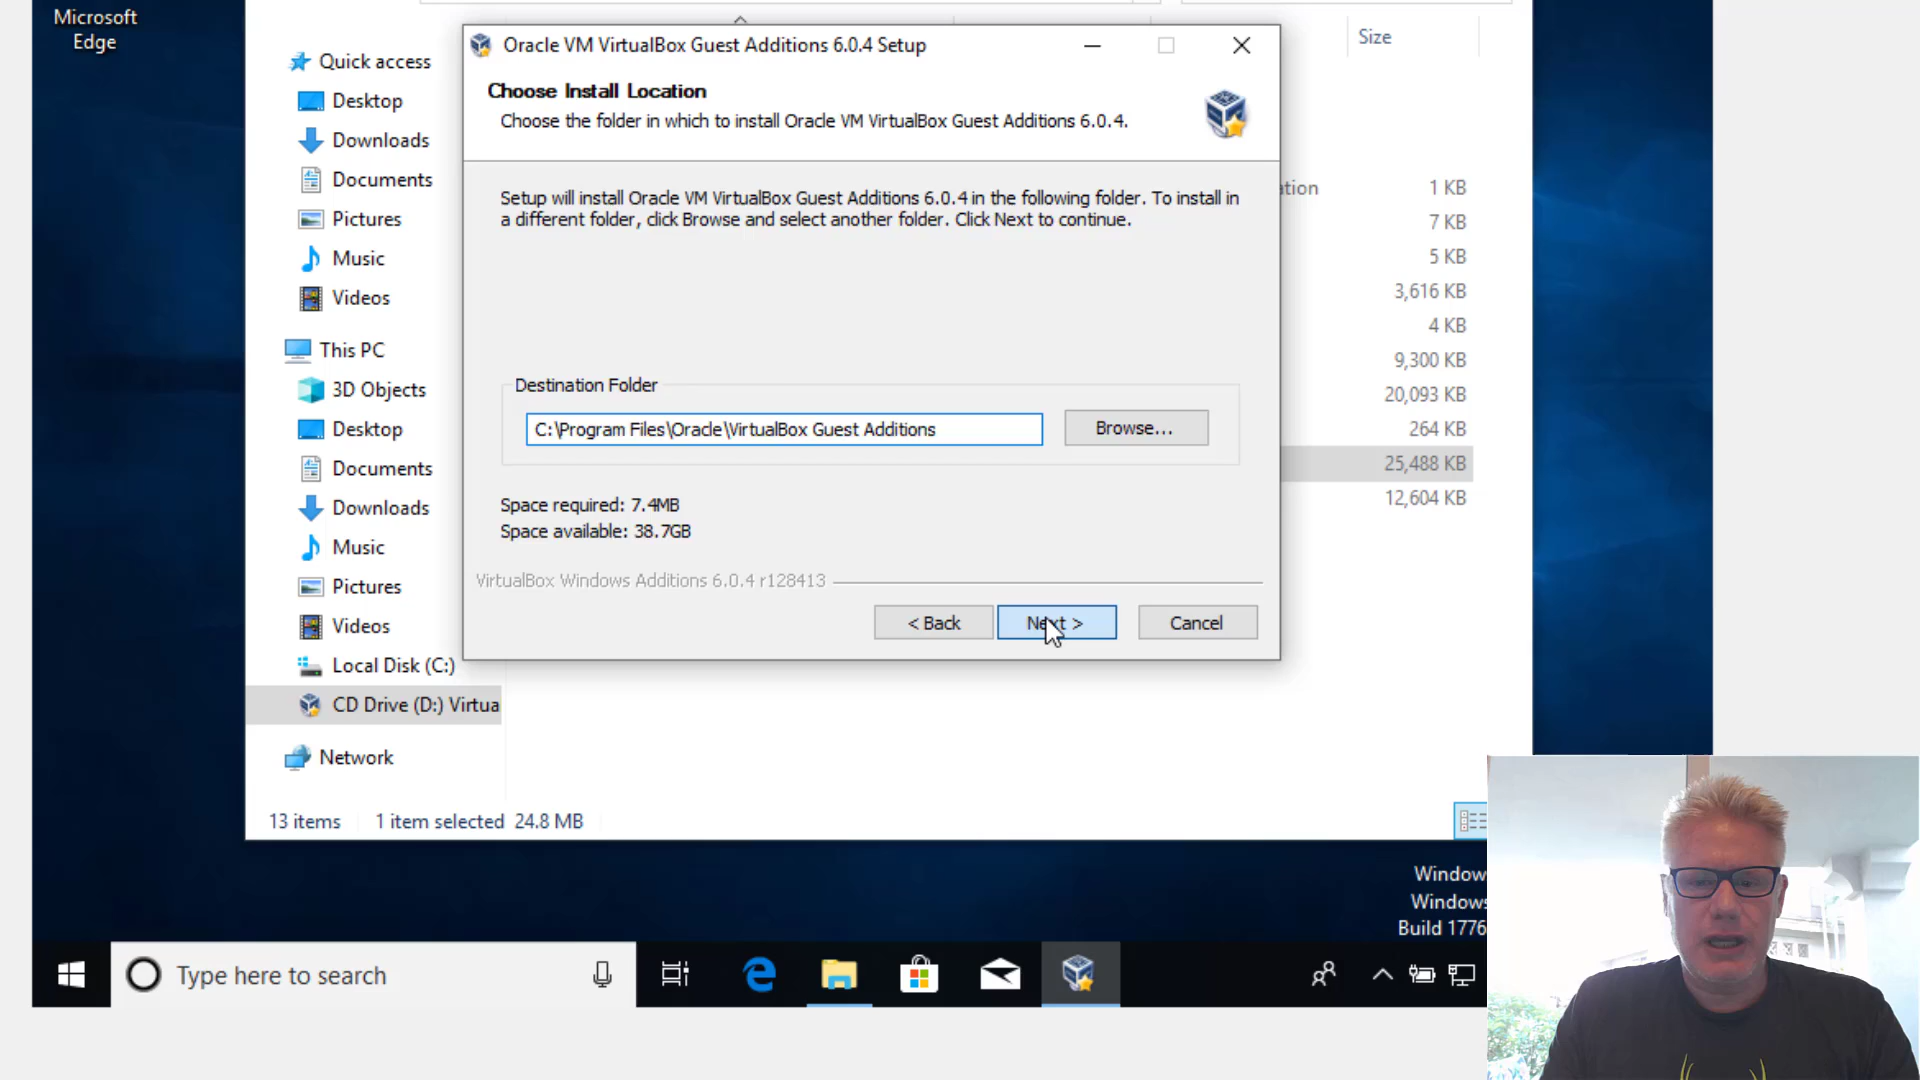 Microsoft
Edge
Quick access
Desktop
Downloads
Documents
Pictures
Music
Videos
This PC
3D Objects
Desktop
Documents
Downloads
Music
Pictures
Videos
Local Disk (C:)
CD Drive (D:) Virtua
Network
13 items 1 item selected 24.8 MB
Oracle VM VirtualBox Guest Additions 6.0.4 Setup
Choose Install Location
Choose the folder in which to install Oracle VM VirtualBox Guest Additions 6.0.4.
Setup will install Oracle VM VirtualBox Guest Additions 6.0.4 in the following folder. To install in
a different folder, click Browse and select another folder. Click Next to continue.
Destination Folder
C:\Program Files\Oracle\VirtualBox Guest Additions
Browse...
Space required: 7.4MB
Space available: 38.7GB
VirtualBox Windows Additions 6.0.4 r128413
< Back Next > Cancel
Size
ation 1 KB
7 KB
5 KB
3,616 KB
4 KB
9,300 KB
20,093 KB
264 KB
25,488 KB
12,604 KB
Window
Windows
Build 1776
Type here to search